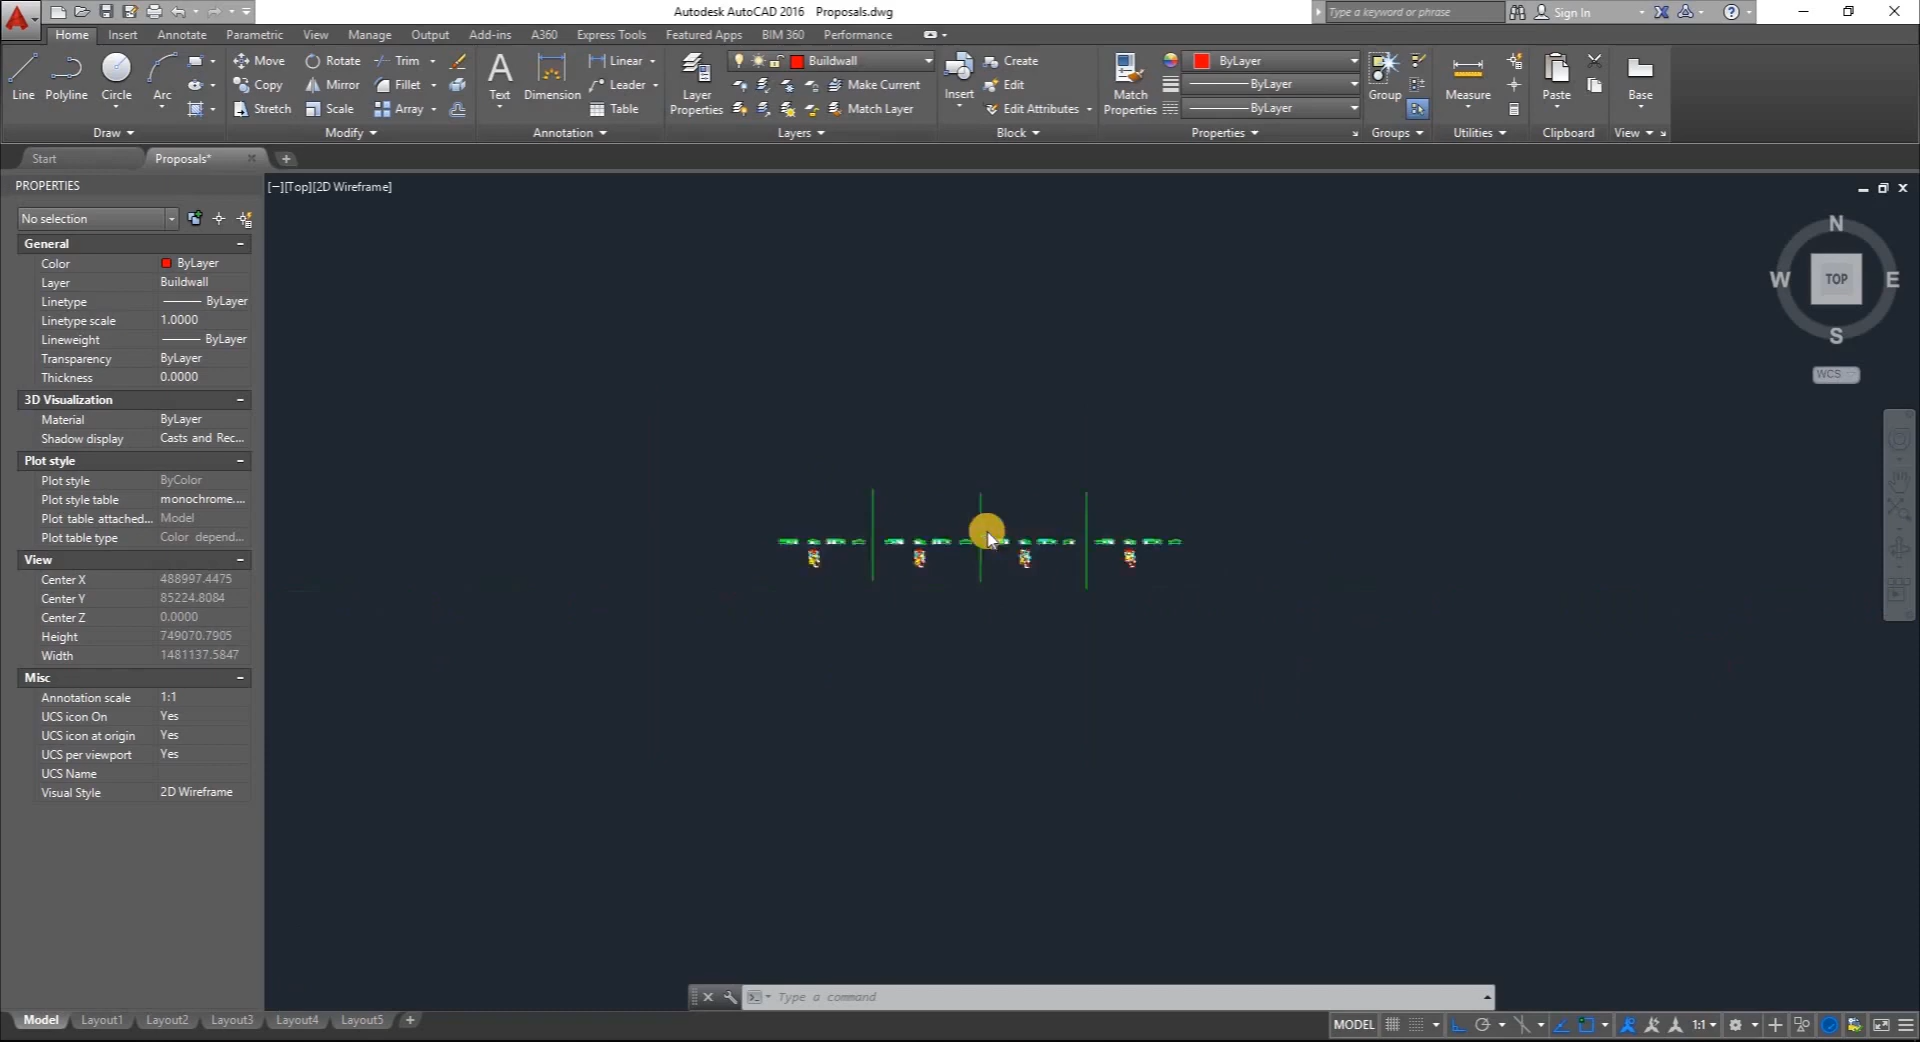 Autodesk AutoCAD 2016 Proposals.dwg
Type a keyword or phrase
Sign In
Home Insert Annotate Parametric View Manage Output Add-ins A360 Express Tools Featured Apps BIM 360 Performance
Line Polyline Circle Arc
Draw
Move Rotate Trim
Copy Mirror Fillet
Stretch Scale Array
Modify
Text Dimension
Linear
Leader
Table
Annotation
Layer Properties
Buildwall
Make Current
Match Layer
Layers
Insert
Create
Edit
Edit Attributes
Block
Match Properties
ByLayer
ByLayer
ByLayer
Properties
Group
Groups
Measure
Utilities
Paste
Clipboard
Base
View
Start Proposals*
PROPERTIES
No selection
General
Color ByLayer
Layer Buildwall
Linetype ByLayer
Linetype scale 1.0000
Lineweight ByLayer
Transparency ByLayer
Thickness 0.0000
3D Visualization
Material ByLayer
Shadow display Casts and Rec...
Plot style
Plot style ByColor
Plot style table monochrome....
Plot table attached... Model
Plot table type Color depend...
View
Center X 488997.4475
Center Y 85224.8084
Center Z 0.0000
Height 749070.7905
Width 1481137.5847
Misc
Annotation scale 1:1
UCS icon On Yes
UCS icon at origin Yes
UCS per viewport Yes
UCS Name
Visual Style 2D Wireframe
[−][Top][2D Wireframe]
N
W TOP E
S
WCS
Type a command
Model Layout1 Layout2 Layout3 Layout4 Layout5
MODEL 1:1